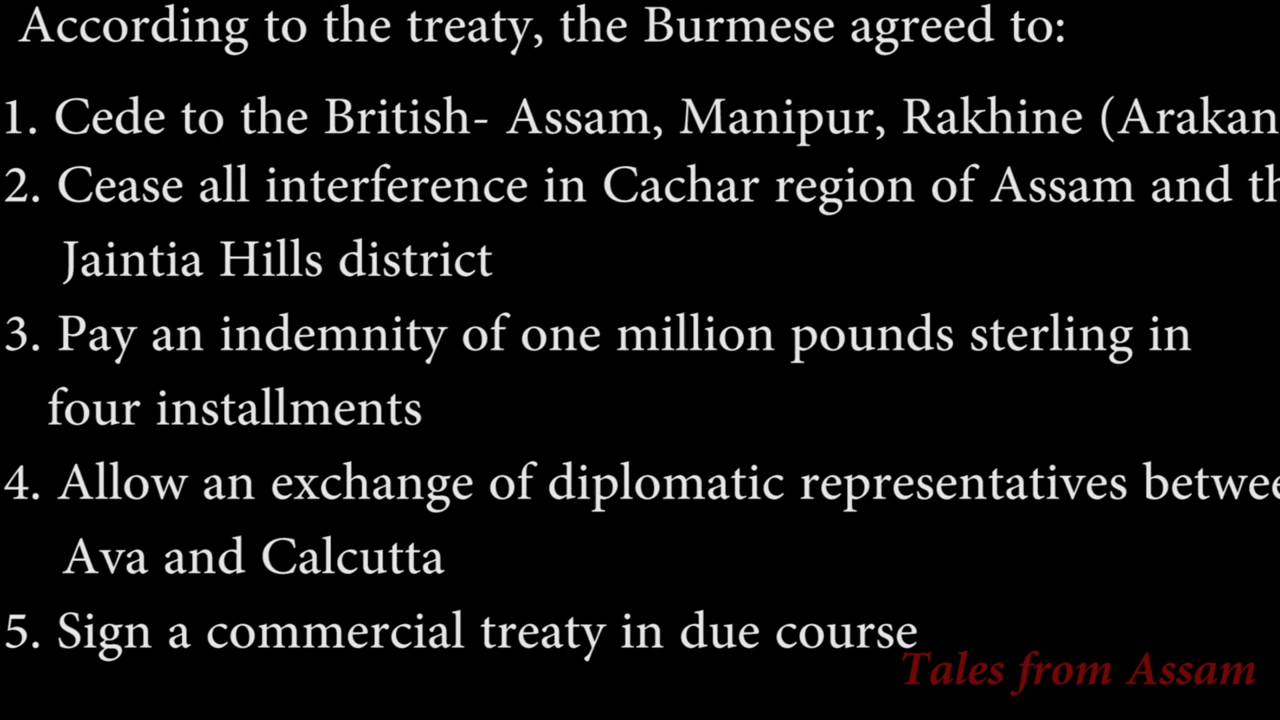 According to the treaty, the Burmese agreed to:
1. Cede to the British- Assam, Manipur, Rakhine (Arakan
2. Cease all interference in Cachar region of Assam and
Jaintia Hills district
3. Pay an indemnity of one million pounds sterling in
four installments
4. Allow an exchange of diplomatic representatives
Ava and Calcutta
5. Sign a commercial treaty in due course
Tales from Assam